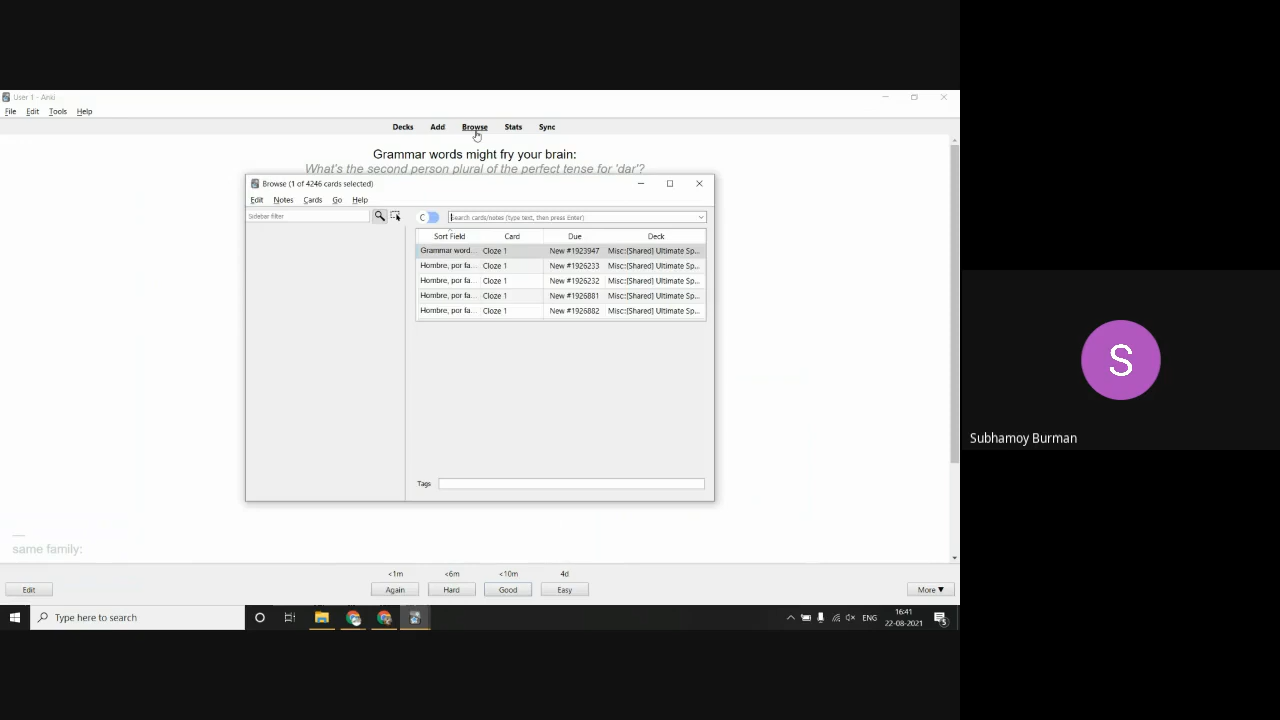 User 1 - Anki
File Edit Tools Help
Decks Add Browse Stats Sync
Grammar words might fry your brain:
What's the second person plural of the perfect tense for 'dar'?
Browse (1 of 4246 cards selected)
Edit Notes Cards Go Help
Sidebar filter
C
Search cards/notes (type text, then press Enter)
Sort Field Card Due Deck
Grammar word... Cloze 1 New #1923947 Misc::[Shared] Ultimate Sp...
Hombre, por fa... Cloze 1 New #1926233 Misc::[Shared] Ultimate Sp...
Hombre, por fa... Cloze 1 New #1926232 Misc::[Shared] Ultimate Sp...
Hombre, por fa... Cloze 1 New #1926881 Misc::[Shared] Ultimate Sp...
Hombre, por fa... Cloze 1 New #1926882 Misc::[Shared] Ultimate Sp...
Tags
same family:
<1m <6m <10m 4d
Edit Again Hard Good Easy More ▼
Type here to search
ENG
16:41
22-08-2021
5
S
Subhamoy Burman